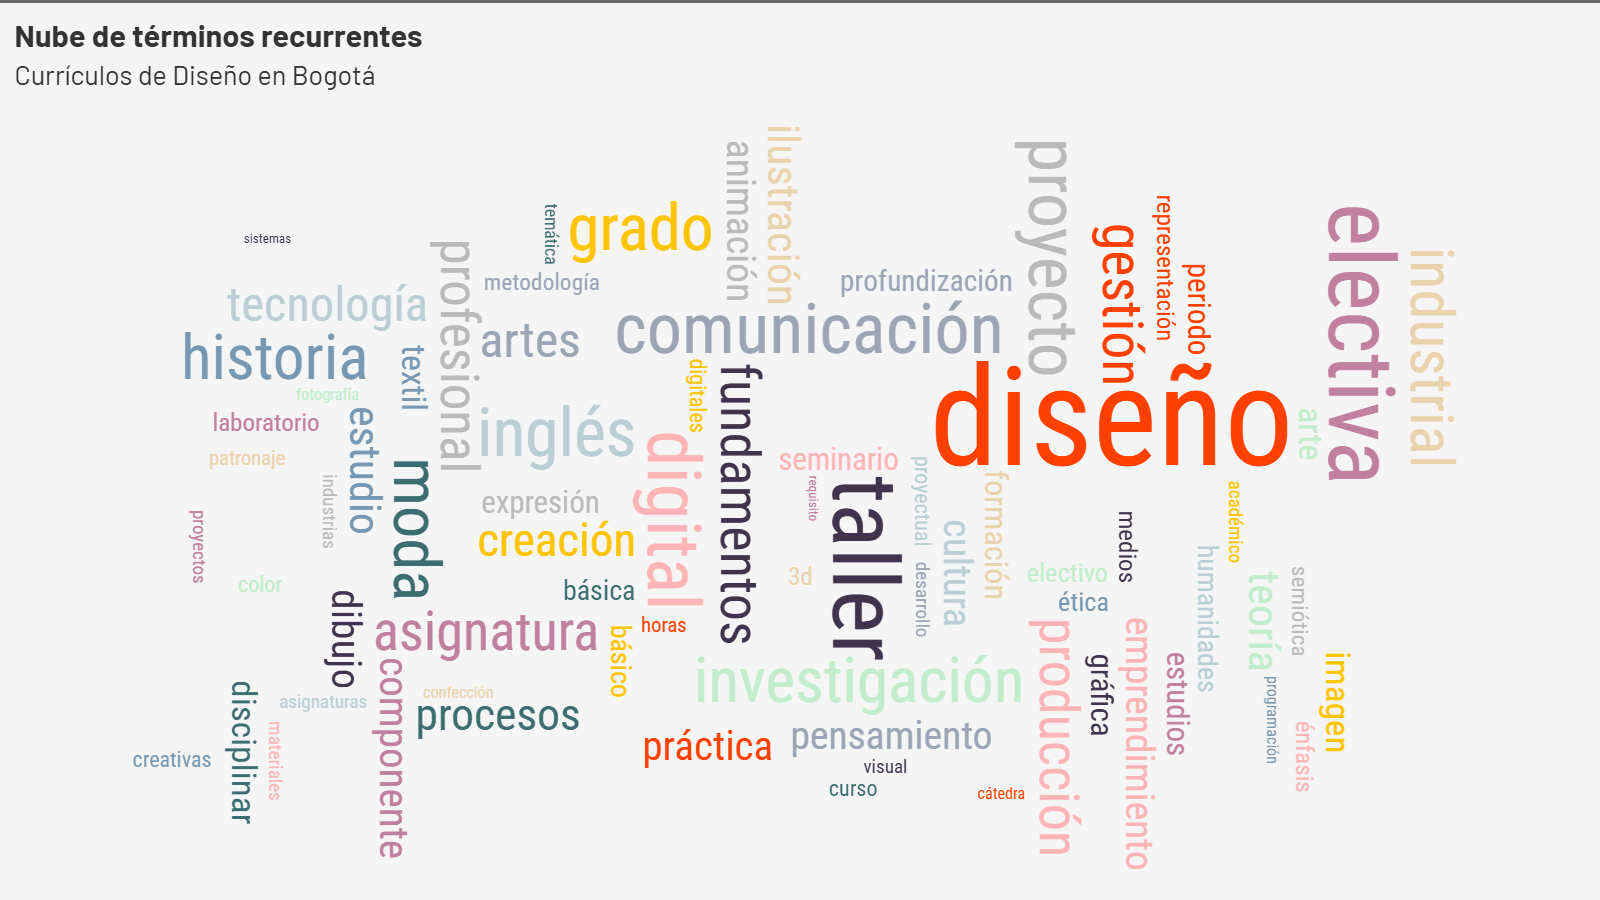 Nube de términos recurrentes
Currículos de Diseño en Bogotá
ilustración
animación
proyecto
representación
temática
grado
electiva
gestión
sistemas
profesional
industrial
periodo
profundización
metodología
tecnología
comunicación
artes
historia
textil
digitales
fundamentos
diseño
fotografía
estudio
arte
laboratorio
inglés
digital
patronaje
seminario
moda
proyectual
formación
industrias
requisito
taller
académico
expresión
proyectos
medios
cultura
creación
humanidades
desarrollo
semiótica
teoría
electivo
3d
color
básica
dibujo
ética
asignatura
horas
básico
producción
emprendimiento
estudios
gráfica
imagen
componente
investigación
programación
disciplinar
confección
asignaturas
procesos
materiales
énfasis
pensamiento
práctica
creativas
visual
curso
cátedra